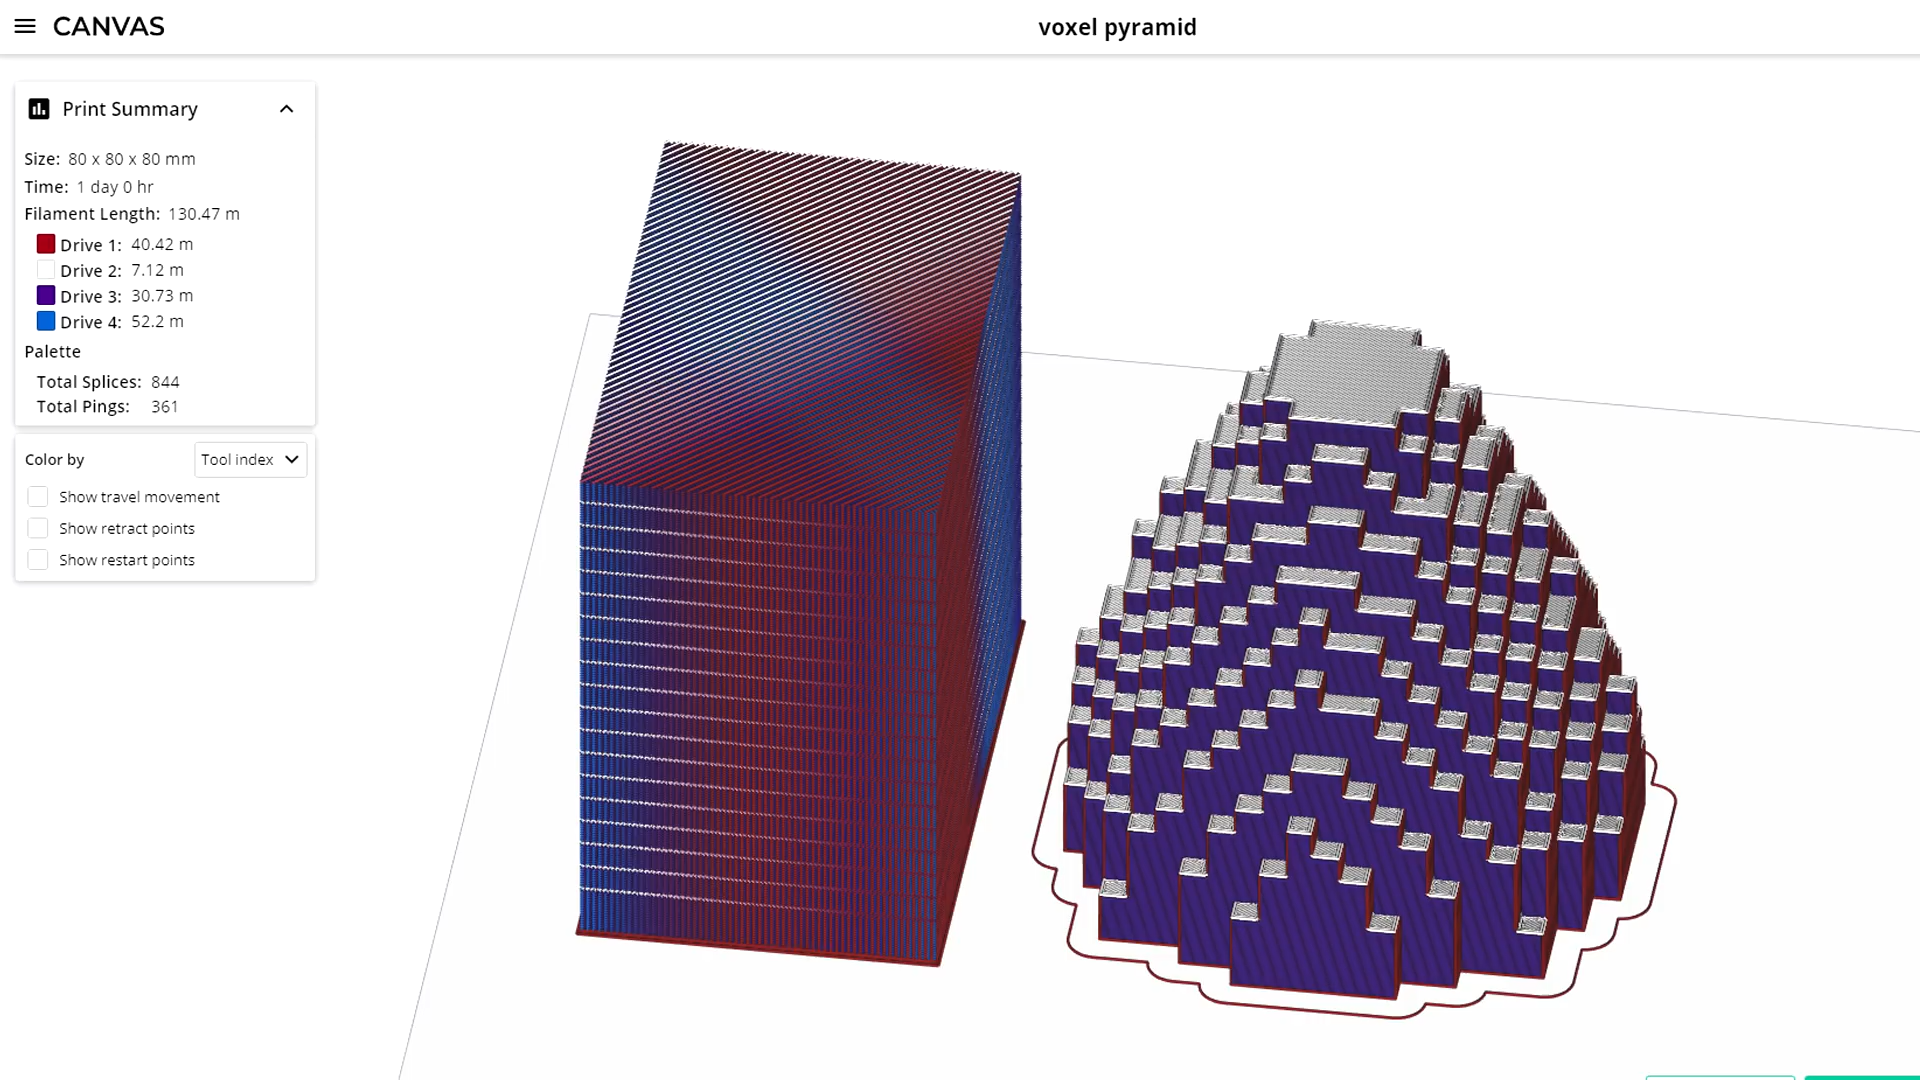 CANVAS
voxel pyramid
Print Summary
Size: 80 x 80 x 80 mm
Time: 1 day 0 hr
Filament Length: 130.47 m
Drive 1: 40.42 m
Drive 2: 7.12 m
Drive 3: 30.73 m
Drive 4: 52.2 m
Palette
Total Splices: 844
Total Pings: 361
Color by Tool index
Show travel movement
Show retract points
Show restart points